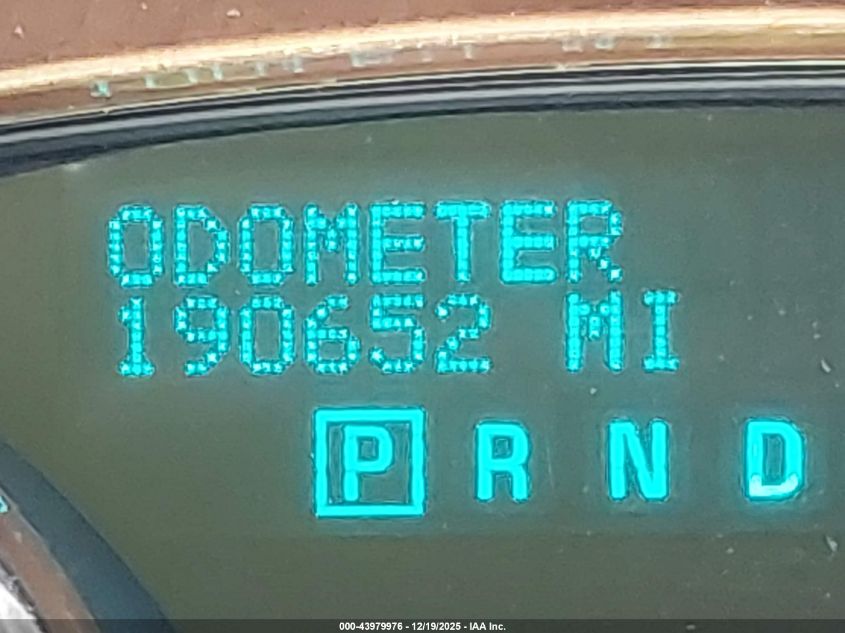 ODOMETER
190652 MI
P R N D
000-43979976 - 12/19/2025 - IAA Inc.